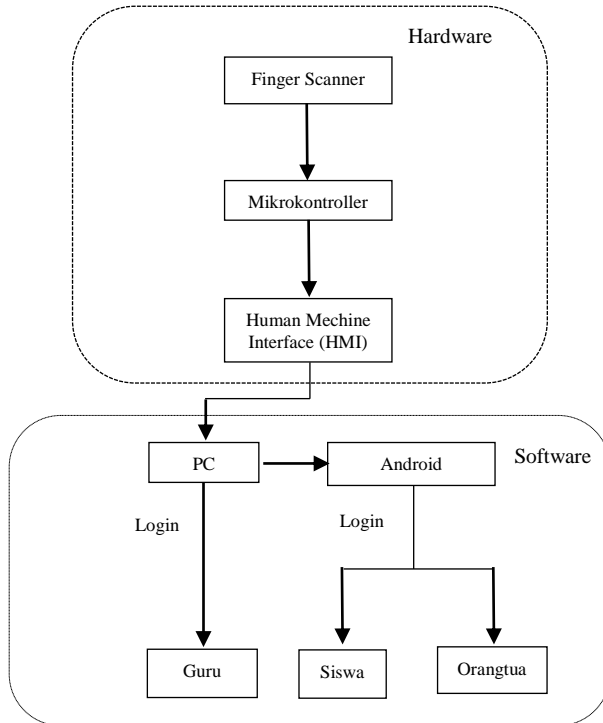 Hardware
Finger Scanner
Mikrokontroller
Human Mechine
Interface (HMI)
Software
PC
Android
Login
Login
Guru
Siswa
Orangtua